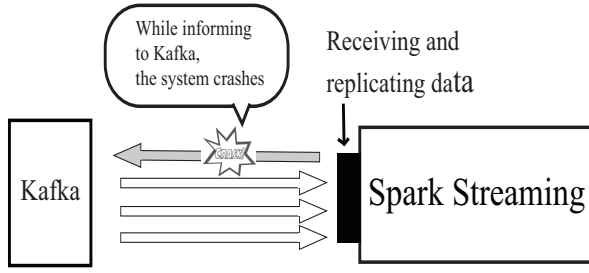 While informing
to Kafka,
the system crashes
Receiving and
replicating data
CRASH!
Kafka
Spark Streaming